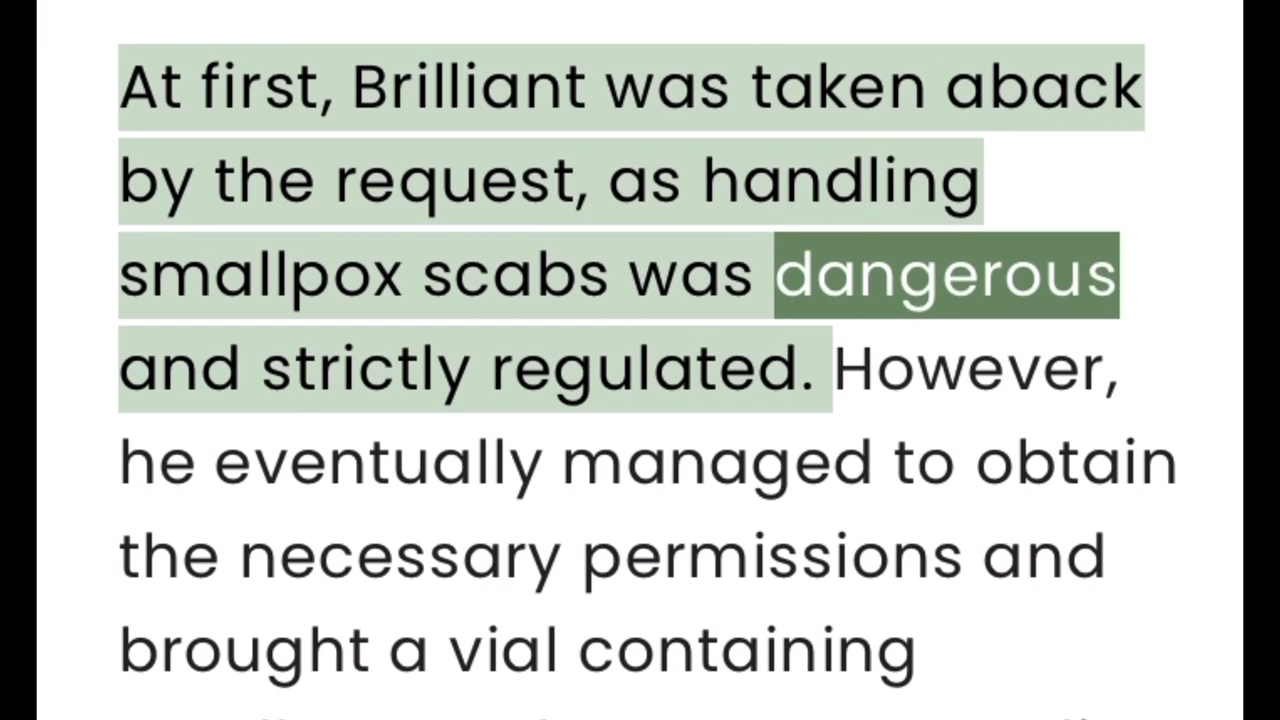 At first, Brilliant was taken aback
by the request, as handling
smallpox scabs was dangerous
and strictly regulated. However,
he eventually managed to obtain
the necessary permissions and
brought a vial containing